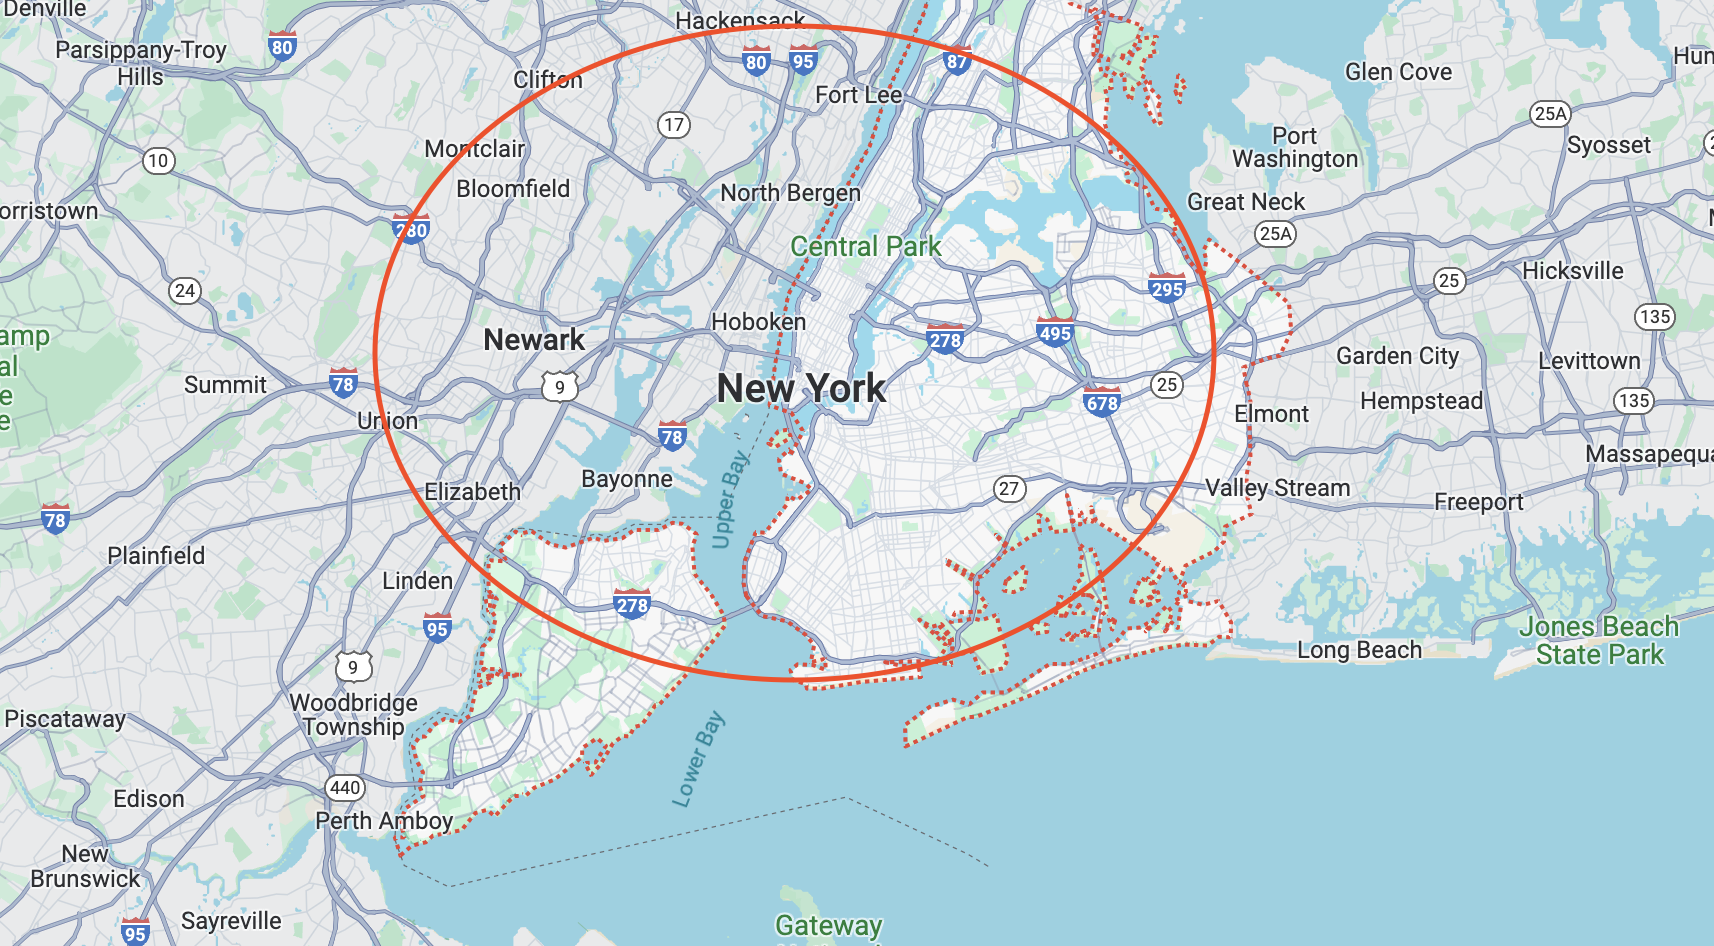 Denville
Hackensack
Parsippany-Troy
Hills
80
80
95
87
Glen Cove
Clifton
Fort Lee
25A
17
Port
Washington
Syosset
Montclair
10
Bloomfield
North Bergen
Great Neck
orristown
280
25A
Central Park
Hicksville
24
295
25
135
Hoboken
amp
al
e
e
Newark
278
495
Garden City
Levittown
Summit
78
9
New York
25
678
Hempstead
135
Union
Elmont
78
Massapequa
Bayonne
Upper Bay
Elizabeth
27
Valley Stream
Freeport
78
Plainfield
Linden
278
95
Jones Beach
State Park
Long Beach
9
Woodbridge
Township
Piscataway
Lower Bay
440
Edison
Perth Amboy
New
Brunswick
Sayreville
95
Gateway